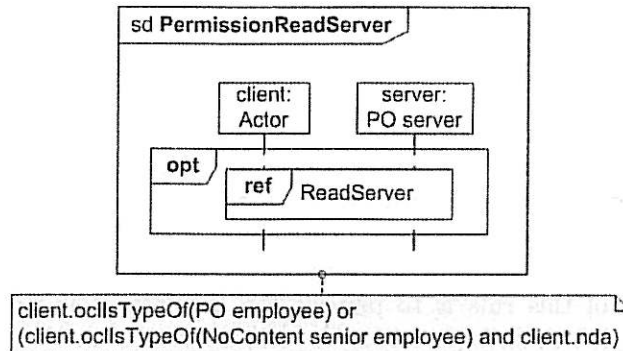 sd PermissionReadServer
client:
Actor
server:
PO server
opt
ref
ReadServer
client.oclIsTypeOf(PO employee) or
(client.oclIsTypeOf(NoContent senior employee) and client.nda)